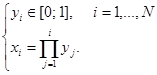 y_i ∈ [0; 1], i = 1,..., N
x_i = ∏_{j=1}^{i} y_j.